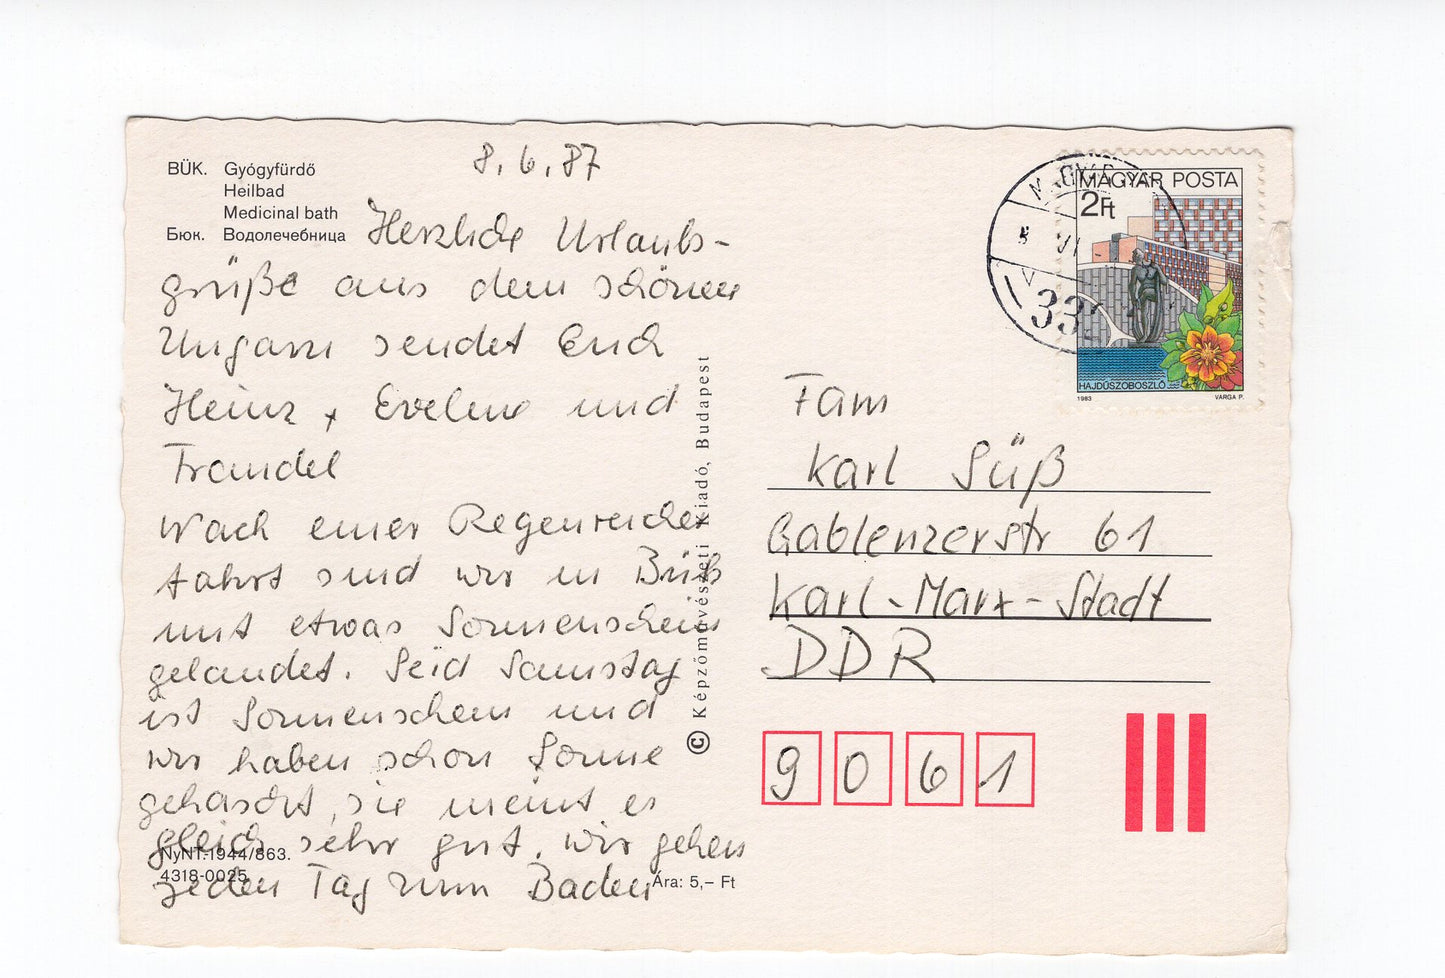 BÜK. Gyógyfürdő
Heilbad
Medicinal bath
Бюк. Водолечебница
8.6.87
Herzliche Urlaubs-
grüße aus dem schönen
Ungarn sendet Euch
Heinz + Eveline und
Traudel
Nach einer Regenreichen
Fahrt sind wir in Bük
mit etwas Sonnenschein
gelandet. Seid Samstag
ist Sonnenschein und
wir haben schon Sonne
sie meint es
gleich sehr gut. Wir gehen
jeden Tag zum Baden
NyNT-1944/863.
4318-0025
Ára: 5,– Ft
© Képzőművészeti Kiadó, Budapest
MAGYAR POSTA
2Ft
HAJDÚSZOBOSZLÓ
1983 VARGA P.
Fam
Karl Süß
Gablenzerstr 61
Karl-Marx-Stadt
DDR
9061